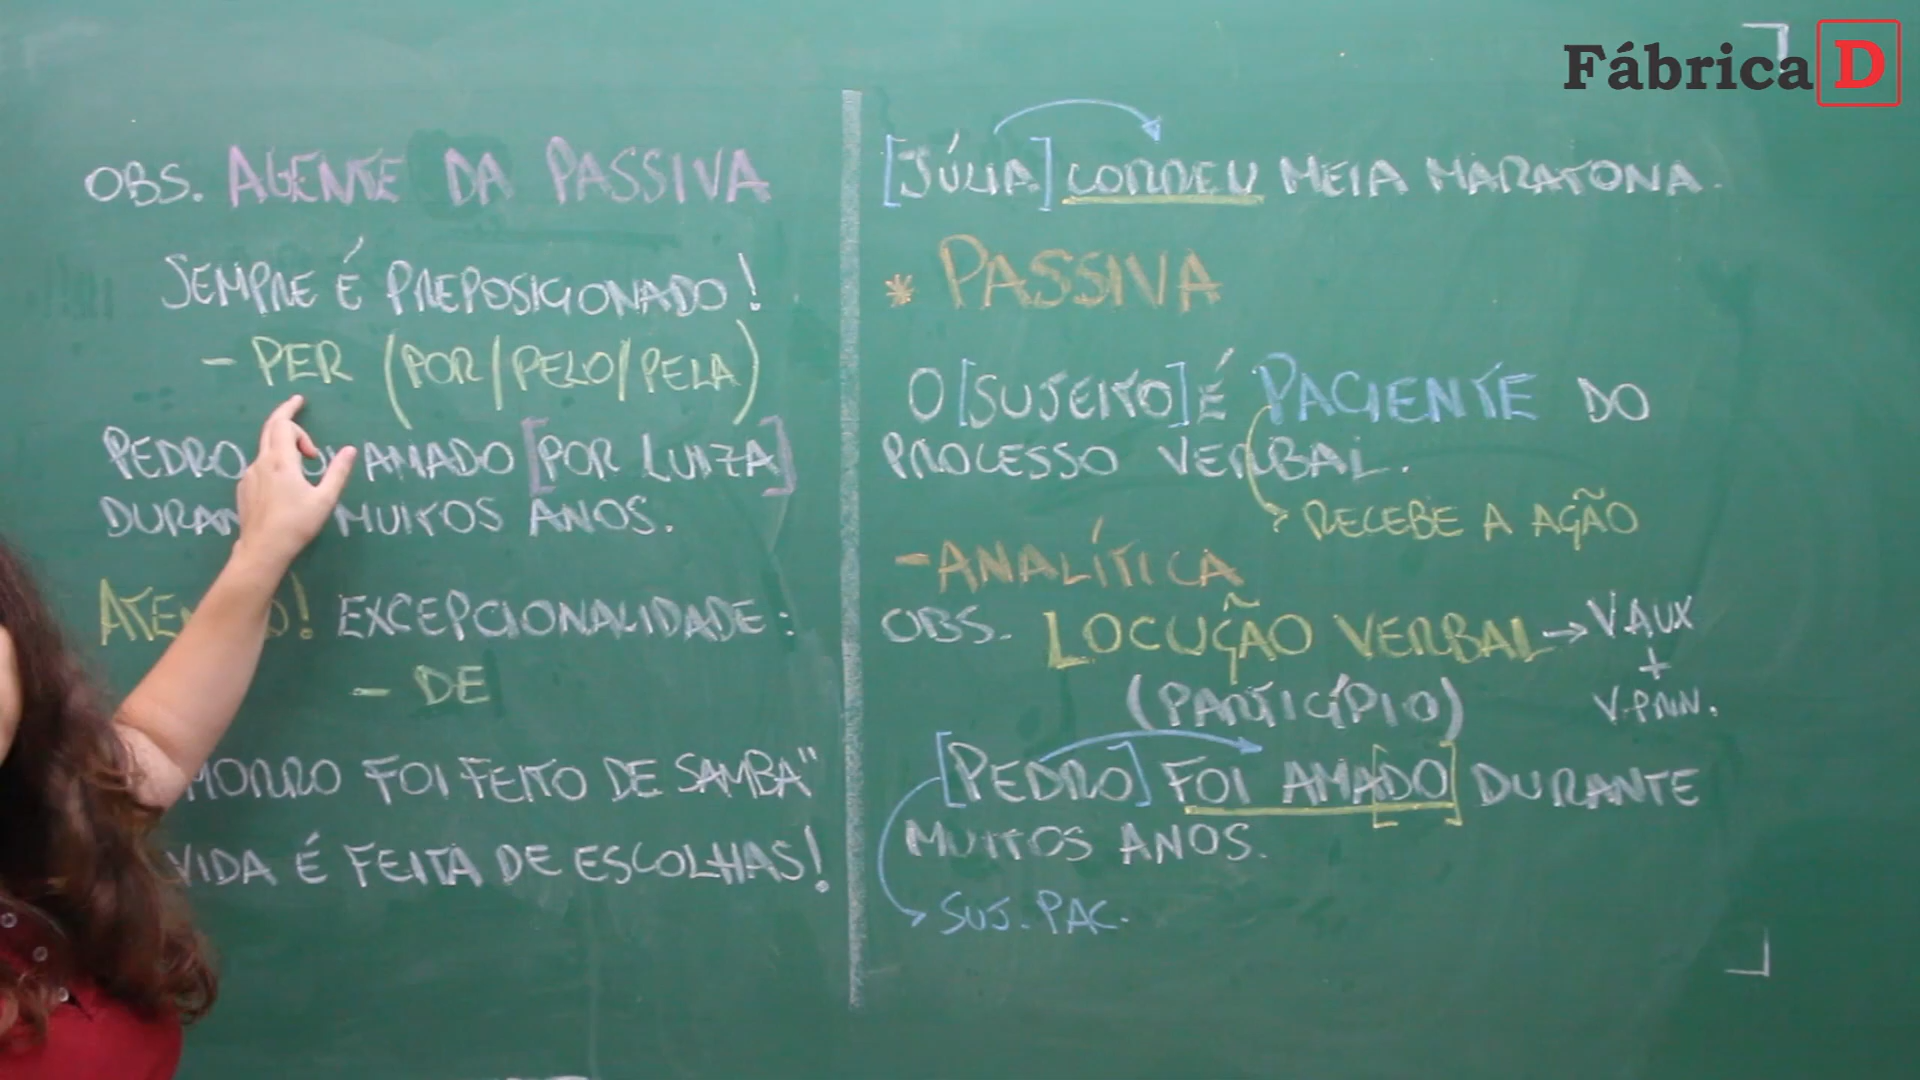 Fábrica D
OBS. AGENTE DA PASSIVA
SEMPRE É PREPOSICIONADO!
- PER (POR/PELO/PELA)
PEDRO AMADO [POR LUIZA]
MUITOS ANOS.
EXCEPCIONALIDADE:
- DE
MORRO FOI FEITO DE SAMBA"
VIDA É FEITA DE ESCOLHAS!
[JÚLIA] CORREU MEIA MARATONA.
* PASSIVA
O [SUJEITO] É PACIENTE DO
PROCESSO VERBAL.
RECEBE A AÇÃO
- ANALÍTICA
OBS. LOCUÇÃO VERBAL → V AUX
+
(PARTICÍPIO) V. PRIN.
[PEDRO] FOI AMA[DO] DURANTE
MUITOS ANOS.
SUJ. PAC.